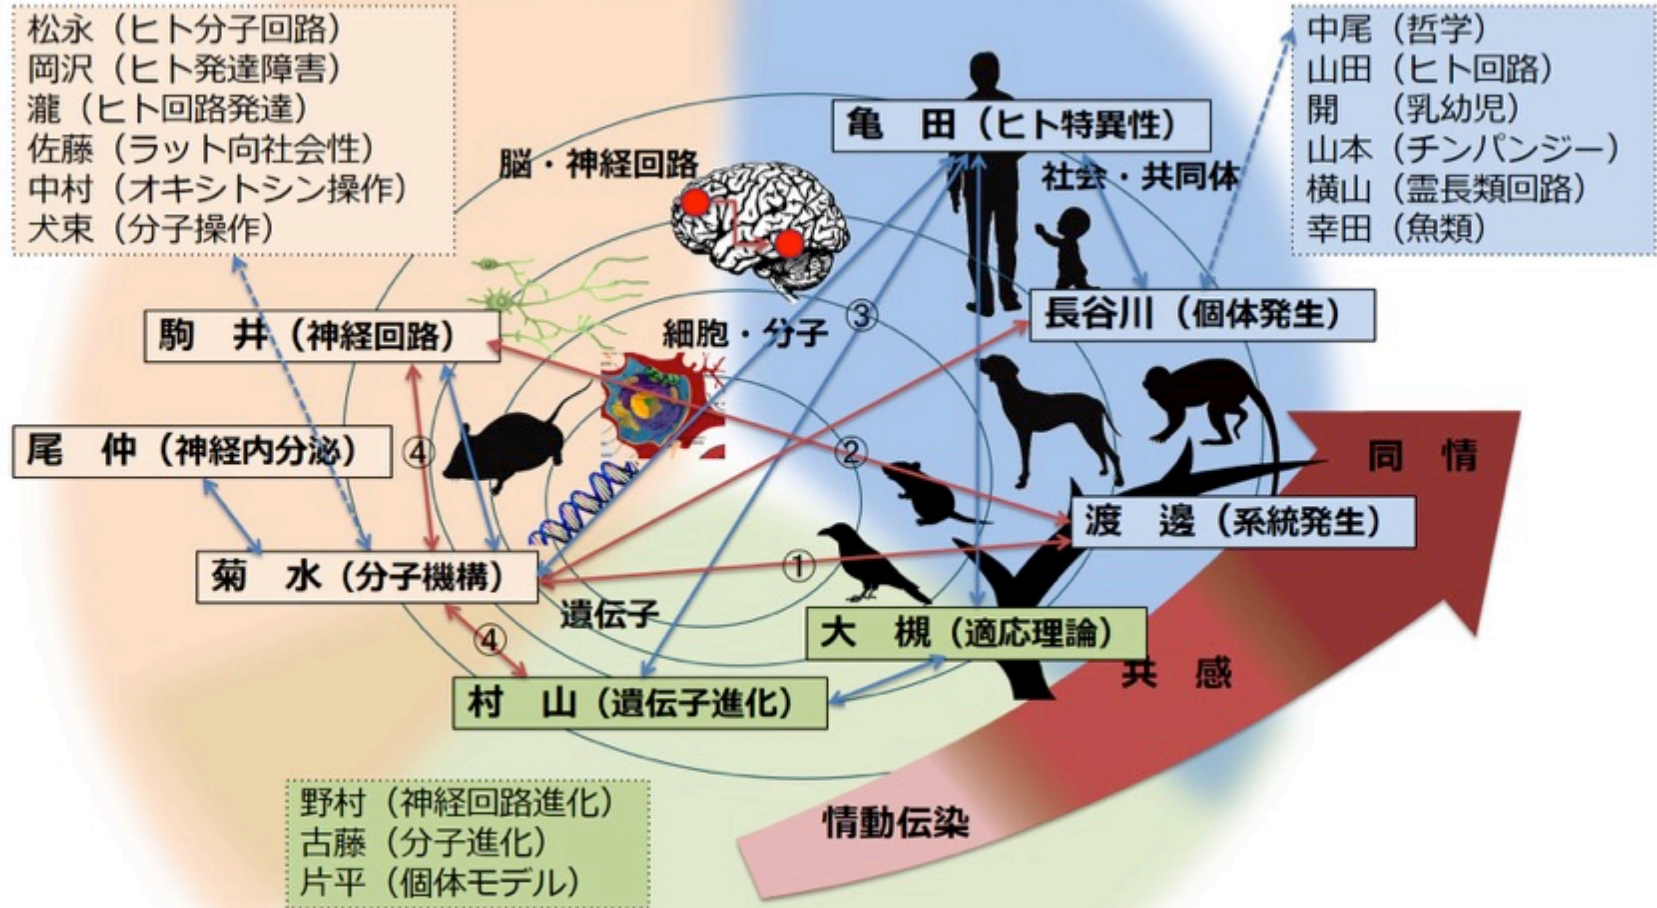 松永（ヒト分子回路）
岡沢（ヒト発達障害）
瀧（ヒト回路発達）
佐藤（ラット向社会性）
中村（オキシトシン操作）
犬束（分子操作）
中尾（哲学）
山田（ヒト回路）
開　（乳幼児）
山本（チンパンジー）
横山（霊長類回路）
幸田（魚類）
亀　田（ヒト特異性）
脳・神経回路
社会・共同体
長谷川（個体発生）
駒　井（神経回路）
細胞・分子
③
尾　仲（神経内分泌）
④
②
同　情
渡　邊（系統発生）
菊　水（分子機構）
①
遺伝子
④
大　槻（適応理論）
共　感
村　山（遺伝子進化）
情動伝染
野村（神経回路進化）
古藤（分子進化）
片平（個体モデル）